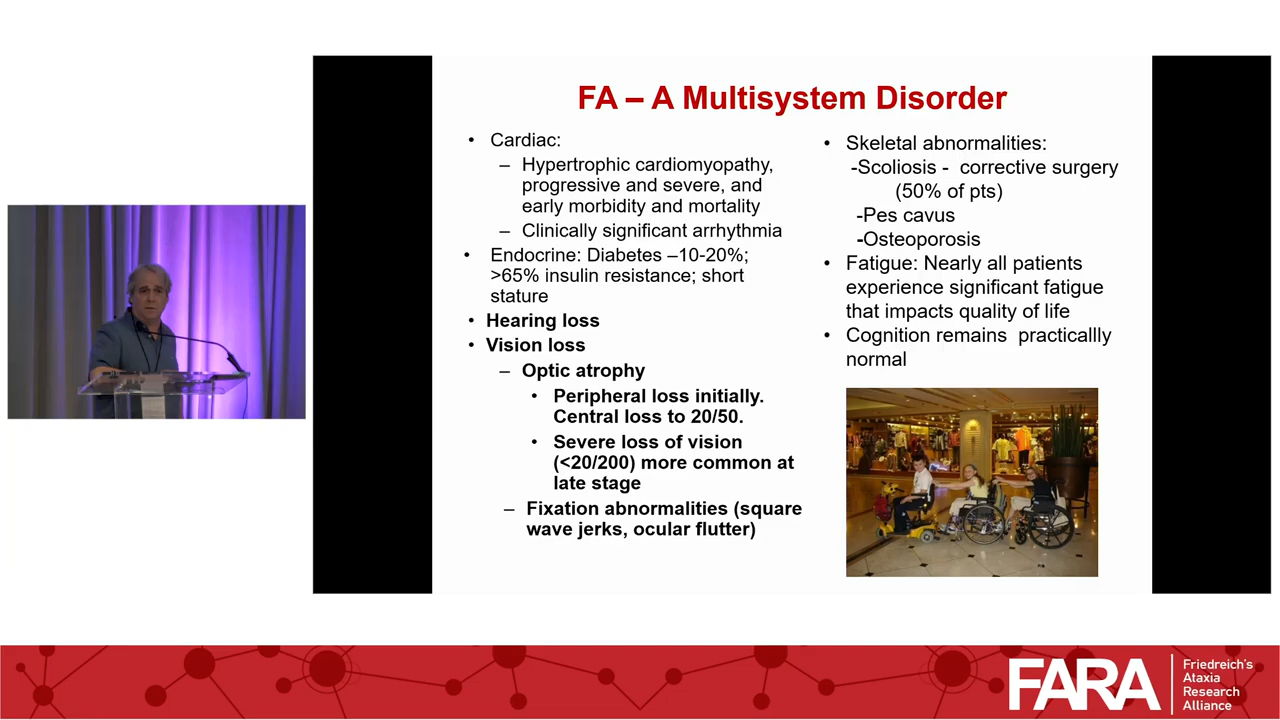 FA – A Multisystem Disorder
• Cardiac:
– Hypertrophic cardiomyopathy,
progressive and severe, and
early morbidity and mortality
– Clinically significant arrhythmia
• Endocrine: Diabetes –10-20%;
>65% insulin resistance; short
stature
• Hearing loss
• Vision loss
– Optic atrophy
• Peripheral loss initially.
Central loss to 20/50.
• Severe loss of vision
(<20/200) more common at
late stage
– Fixation abnormalities (square
wave jerks, ocular flutter)
• Skeletal abnormalities:
-Scoliosis - corrective surgery
(50% of pts)
-Pes cavus
-Osteoporosis
• Fatigue: Nearly all patients
experience significant fatigue
that impacts quality of life
• Cognition remains practicallly
normal
FARA
Friedreich's
Ataxia
Research
Alliance